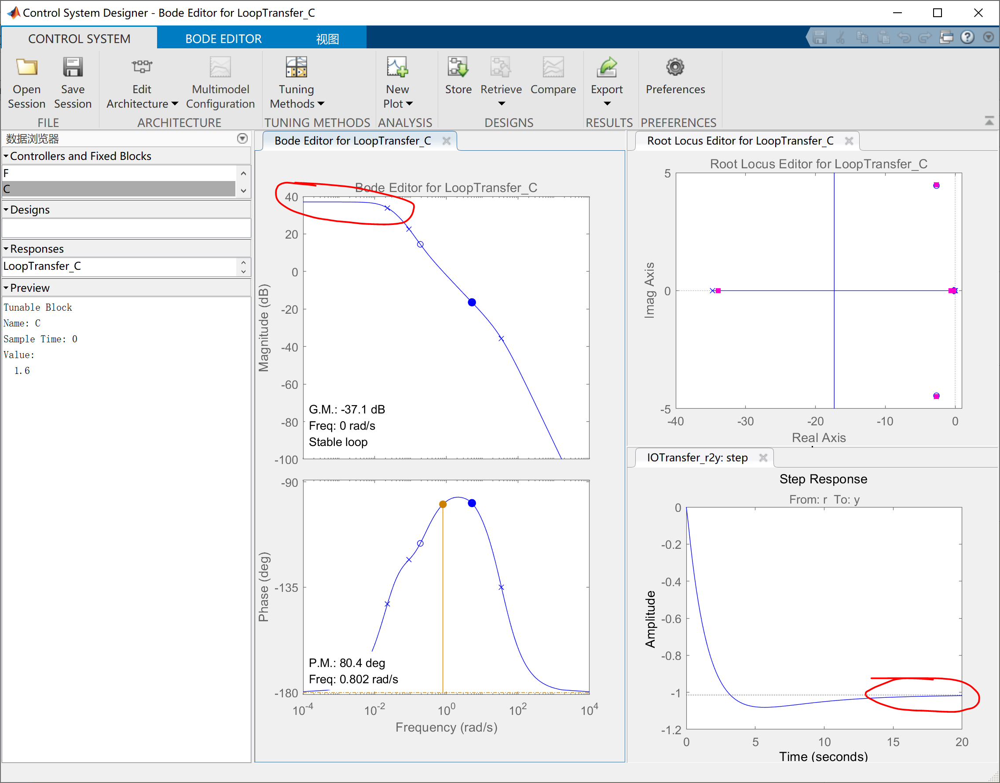 Control System Designer - Bode Editor for LoopTransfer_C
CONTROL SYSTEM
BODE EDITOR
视图
Open Session
Save Session
Edit Architecture
Multimodel Configuration
Tuning Methods
New Plot
Store
Retrieve
Compare
Export
Preferences
FILE
ARCHITECTURE
TUNING METHODS
ANALYSIS
DESIGNS
RESULTS
PREFERENCES
数据浏览器
Controllers and Fixed Blocks
F
C
Designs
Responses
LoopTransfer_C
Preview
Tunable Block
Name: C
Sample Time: 0
Value:
1.6
Bode Editor for LoopTransfer_C
Bode Editor for LoopTransfer_C
Magnitude (dB)
40
20
0
-20
-40
-60
-80
-100
G.M.: -37.1 dB
Freq: 0 rad/s
Stable loop
Phase (deg)
-90
-135
-180
P.M.: 80.4 deg
Freq: 0.802 rad/s
10^-4
10^-2
10^0
10^2
10^4
Frequency (rad/s)
Root Locus Editor for LoopTransfer_C
Root Locus Editor for LoopTransfer_C
Imag Axis
5
0
-5
-40
-30
-20
-10
0
Real Axis
IOTransfer_r2y: step
Step Response
From: r To: y
Amplitude
0
-0.2
-0.4
-0.6
-0.8
-1
-1.2
0
5
10
15
20
Time (seconds)